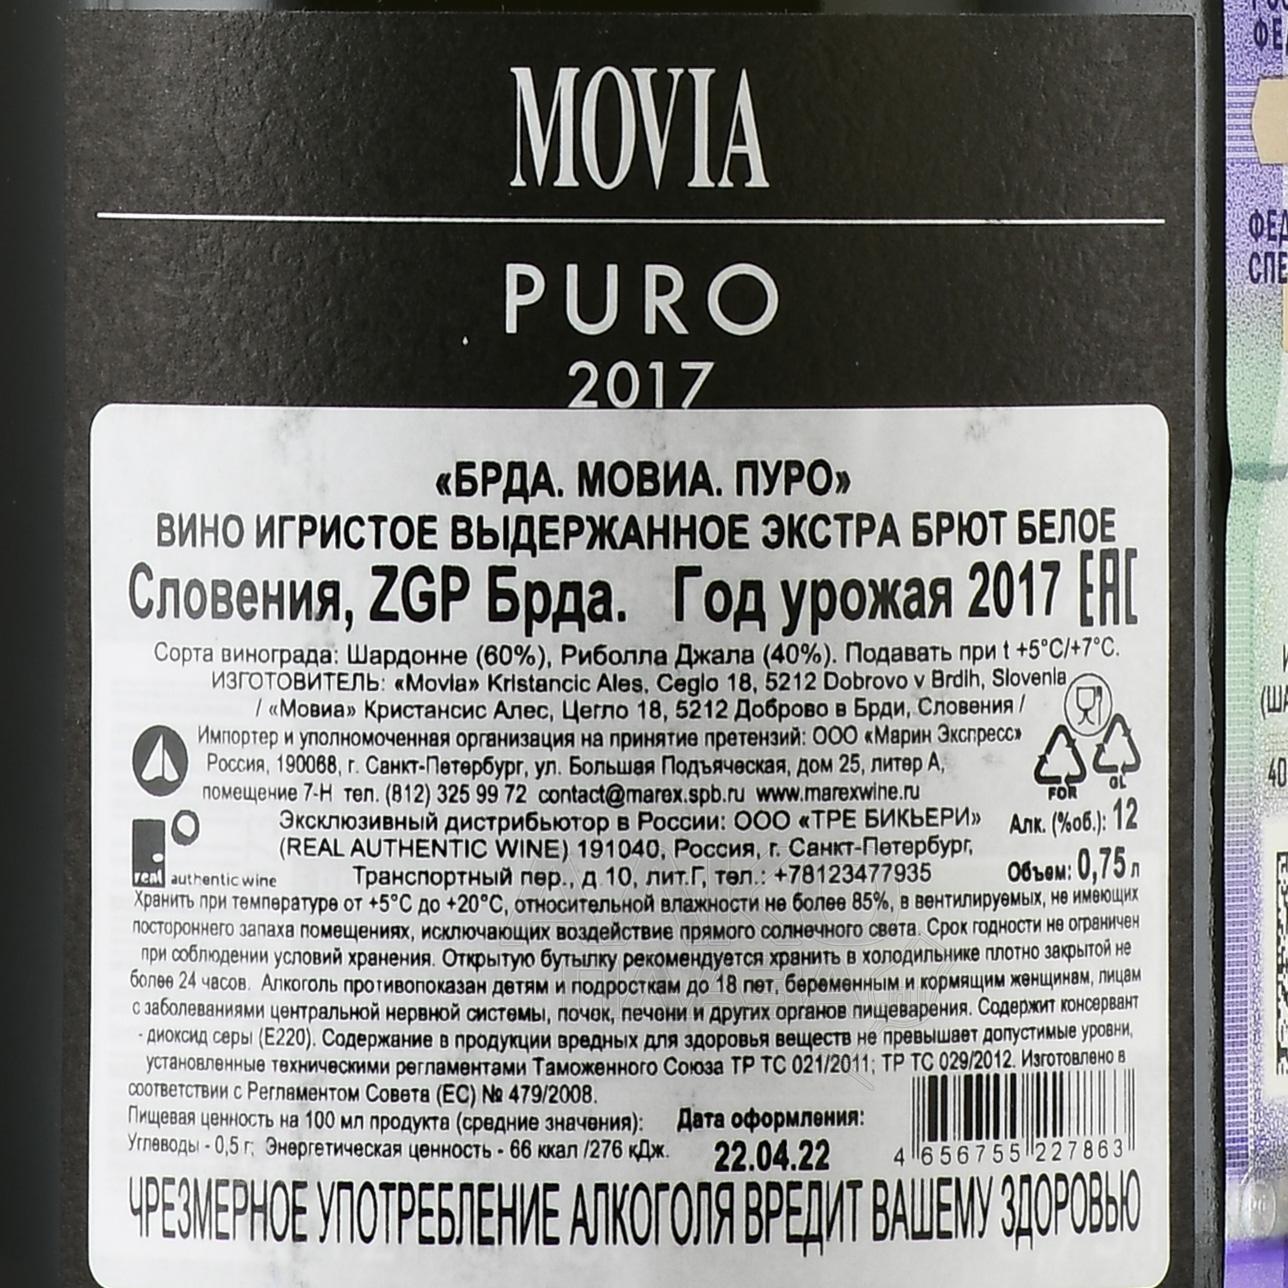 MOVIA
PURO
2017
«БРДА. МОВИА. ПУРО»
ВИНО ИГРИСТОЕ ВЫДЕРЖАННОЕ ЭКСТРА БРЮТ БЕЛОЕ
Словения, ZGP Брда. Год урожая 2017 EAC
Сорта винограда: Шардонне (60%), Риболла Джала (40%). Подавать при t +5°C/+7°C.
ИЗГОТОВИТЕЛЬ: «Movia» Kristancic Ales, Ceglo 18, 5212 Dobrovo v Brdih, Slovenia
/ «Мовиа» Кристансис Алес, Цегло 18, 5212 Доброво в Брди, Словения /
Импортер и уполномоченная организация на принятие претензий: ООО «Марин Экспресс»
Россия, 190068, г. Санкт-Петербург, ул. Большая Подъяческая, дом 25, литер А,
помещение 7-Н тел. (812) 325 99 72 contact@marex.spb.ru www.marexwine.ru
FOR
GL
Эксклюзивный дистрибьютор в России: ООО «ТРЕ БИКЬЕРИ»
(REAL AUTHENTIC WINE) 191040, Россия, г. Санкт-Петербург,
Транспортный пер., д 10, лит.Г, тел.: +78123477935
real authentic wine
Алк. (%об.): 12
Объем: 0,75 л
Хранить при температуре от +5°C до +20°C, относительной влажности не более 85%, в вентилируемых, не имеющих
постороннего запаха помещениях, исключающих воздействие прямого солнечного света. Срок годности не ограничен
при соблюдении условий хранения. Открытую бутылку рекомендуется хранить в холодильнике плотно закрытой не
более 24 часов. Алкоголь противопоказан детям и подросткам до 18 лет, беременным и кормящим женщинам, лицам
с заболеваниями центральной нервной системы, почек, печени и других органов пищеварения. Содержит консервант
- диоксид серы (E220). Содержание в продукции вредных для здоровья веществ не превышает допустимые уровни,
установленные техническими регламентами Таможенного Союза ТР ТС 021/2011; ТР ТС 029/2012. Изготовлено в
соответствии с Регламентом Совета (ЕС) № 479/2008.
Пищевая ценность на 100 мл продукта (средние значения):
Углеводы - 0,5 г; Энергетическая ценность - 66 ккал /276 кДж.
Дата оформления:
22.04.22
4 656755 227863
ЧРЕЗМЕРНОЕ УПОТРЕБЛЕНИЕ АЛКОГОЛЯ ВРЕДИТ ВАШЕМУ ЗДОРОВЬЮ